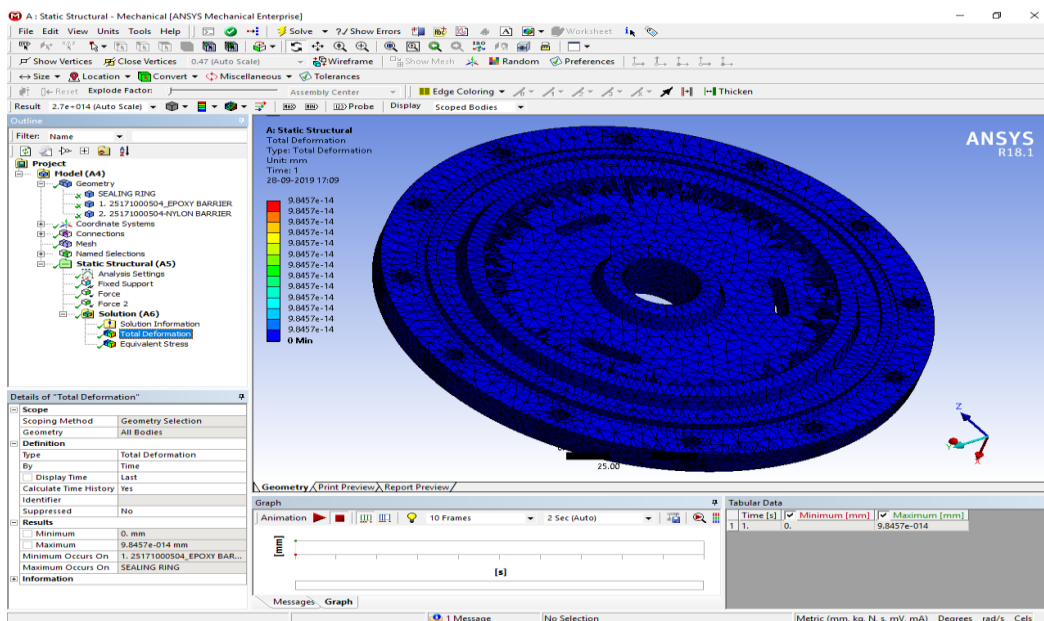 A : Static Structural - Mechanical [ANSYS Mechanical Enterprise]
File Edit View Units Tools Help Solve ?/ Show Errors Worksheet
Show Vertices Close Vertices 0.47 (Auto Scale) Wireframe Show Mesh Random Preferences
Size Location Convert Miscellaneous Tolerances
Reset Explode Factor: Assembly Center Edge Coloring Thicken
Result 2.7e+014 (Auto Scale) Probe Display Scoped Bodies
Outline
Filter: Name
Project
Model (A4)
Geometry
SEALING RING
1. 25171000504_EPOXY BARRIER
2. 25171000504-NYLON BARRIER
Coordinate Systems
Connections
Mesh
Named Selections
Static Structural (A5)
Analysis Settings
Fixed Support
Force
Force 2
Solution (A6)
Solution Information
Total Deformation
Equivalent Stress
Details of "Total Deformation"
Scope
Scoping Method Geometry Selection
Geometry All Bodies
Definition
Type Total Deformation
By Time
Display Time Last
Calculate Time History Yes
Identifier
Suppressed No
Results
Minimum 0. mm
Maximum 9.8457e-014 mm
Minimum Occurs On 1. 25171000504_EPOXY BAR...
Maximum Occurs On SEALING RING
Information
A: Static Structural
Total Deformation
Type: Total Deformation
Unit: mm
Time: 1
28-09-2019 17:09
9.8457e-14
9.8457e-14
9.8457e-14
9.8457e-14
9.8457e-14
9.8457e-14
9.8457e-14
9.8457e-14
9.8457e-14
9.8457e-14
9.8457e-14
9.8457e-14
0 Min
ANSYS
R18.1
Z
Y
X
25.00
Geometry Print Preview Report Preview
Graph
Animation 10 Frames 2 Sec (Auto)
[mm]
[s]
Messages Graph
Tabular Data
Time [s] Minimum [mm] Maximum [mm]
1 1. 0. 9.8457e-014
1 Message No Selection Metric (mm, kg, N, s, mV, mA) Degrees rad/s Cels